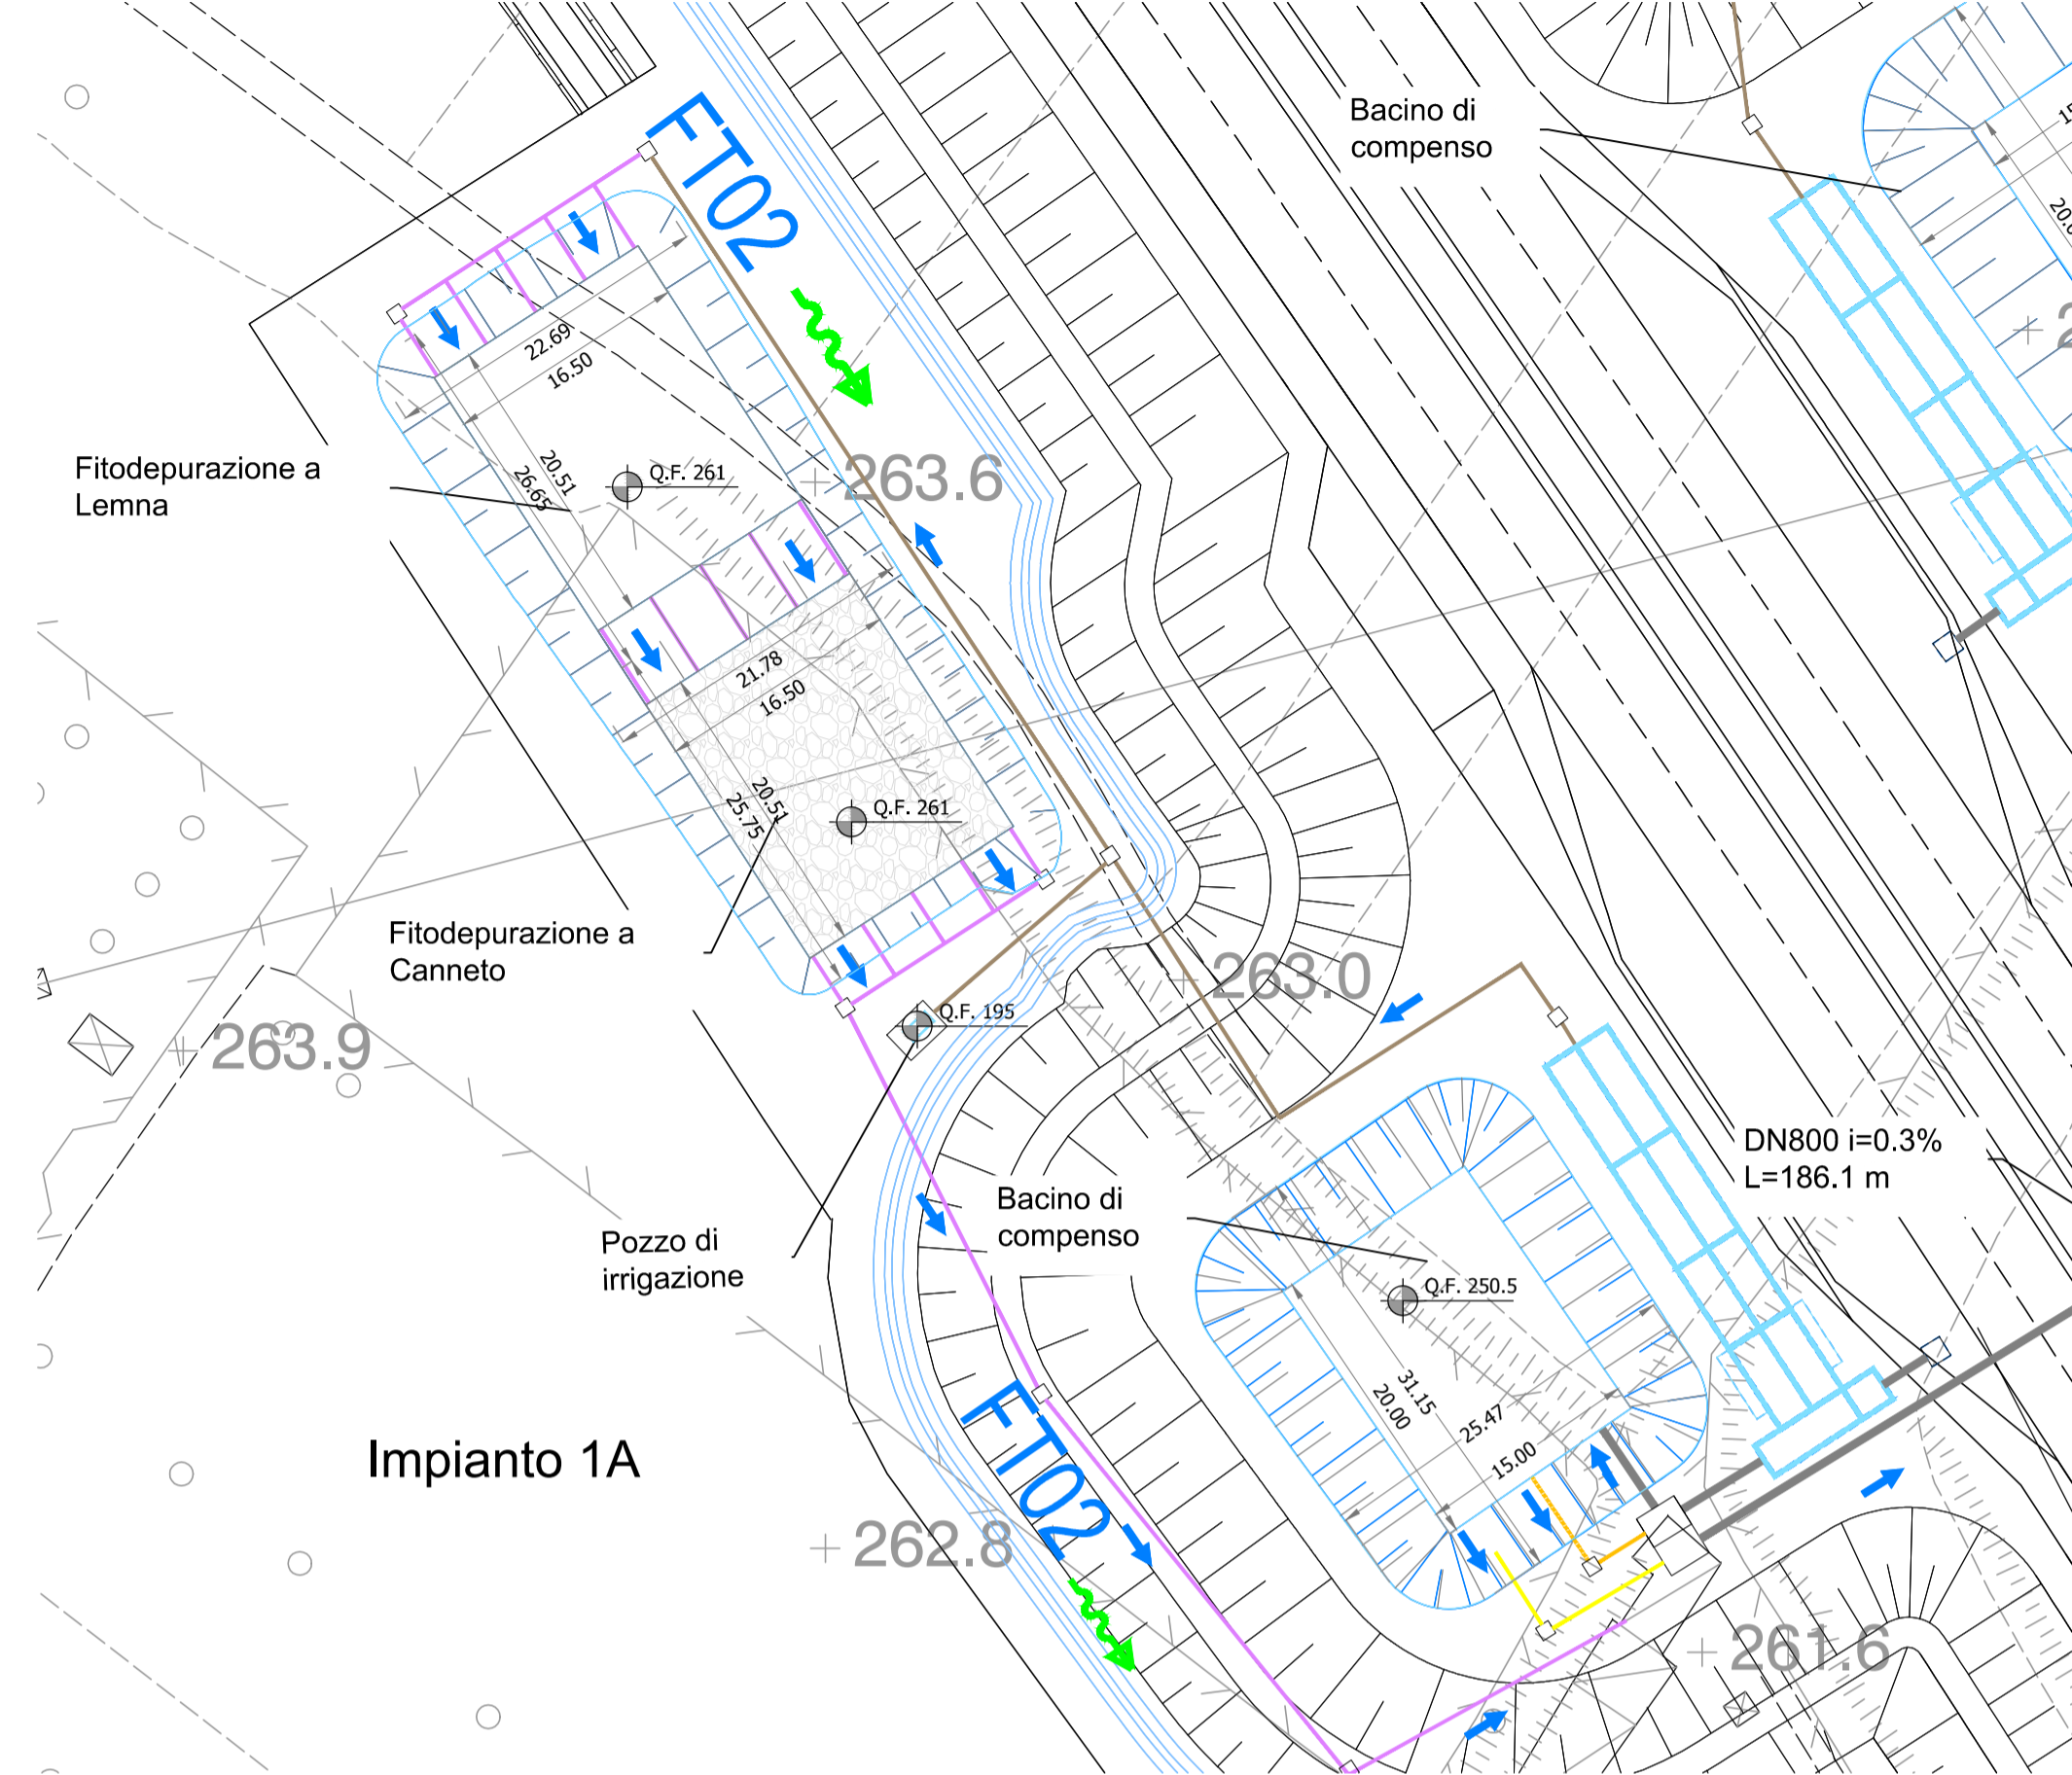 Bacino di
compenso
FT02
22.69
16.50
20.51
26.65
Q.F. 261
263.6
Fitodepurazione a
Lemna
21.78
16.50
20.51
25.75
Q.F. 261
Fitodepurazione a
Canneto
263.0
Q.F. 195
263.9
DN800 i=0.3%
L=186.1 m
Bacino di
compenso
Pozzo di
irrigazione
Q.F. 250.5
31.15
20.00
25.47
15.00
Impianto 1A
FT02
262.8
261.6